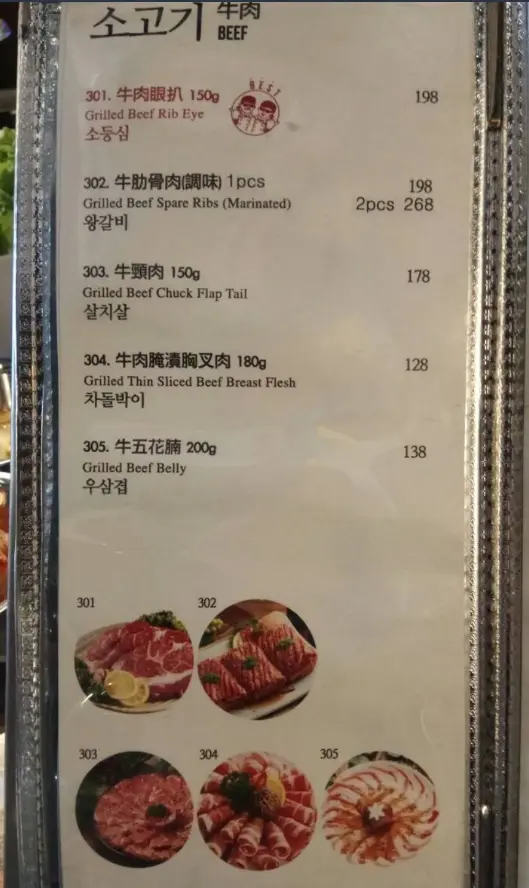 소고기 牛肉
BEEF
301. 牛肉眼扒 150g
BEST
198
Grilled Beef Rib Eye
소등심
302. 牛肋骨肉(調味) 1pcs 198
Grilled Beef Spare Ribs (Marinated) 2pcs 268
왕갈비
303. 牛頸肉 150g 178
Grilled Beef Chuck Flap Tail
살치살
304. 牛肉腌漬胸叉肉 180g 128
Grilled Thin Sliced Beef Breast Flesh
차돌박이
305. 牛五花腩 200g 138
Grilled Beef Belly
우삼겹
301 302
303 304 305